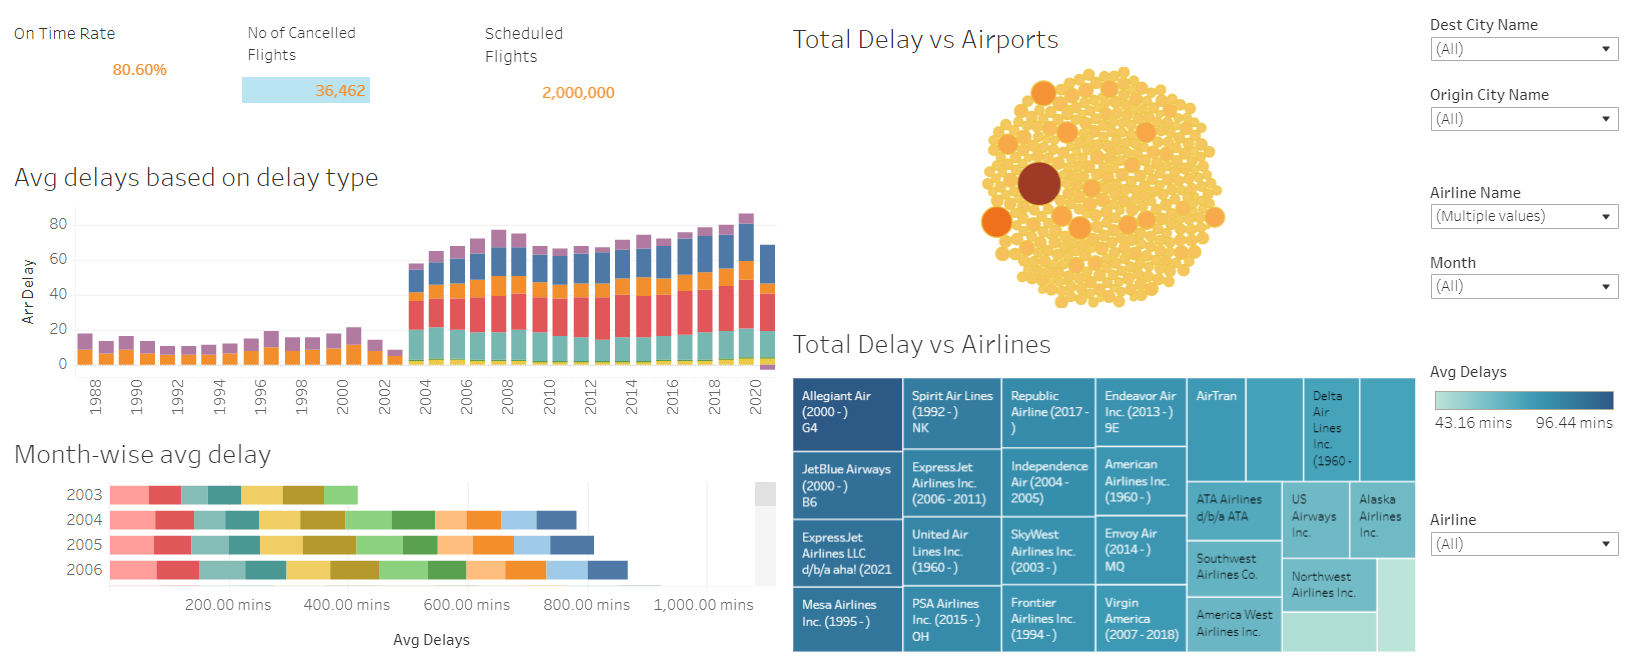 On Time Rate
80.60%
No of Cancelled
Flights
36,462
Scheduled
Flights
2,000,000
Avg delays based on delay type
Arr Delay
80
60
40
20
0
1988
1990
1992
1994
1996
1998
2000
2002
2004
2006
2008
2010
2012
2014
2016
2018
2020
Month-wise avg delay
2003
2004
2005
2006
200.00 mins
400.00 mins
600.00 mins
800.00 mins
1,000.00 mins
Avg Delays
Total Delay vs Airports
Total Delay vs Airlines
Allegiant Air
(2000 - )
G4
JetBlue Airways
(2000 - )
B6
ExpressJet
Airlines LLC
d/b/a aha! (2021
Mesa Airlines
Inc. (1995 - )
Spirit Air Lines
(1992 - )
NK
ExpressJet
Airlines Inc.
(2006 - 2011)
United Air
Lines Inc.
(1960 - )
PSA Airlines
Inc. (2015 - )
OH
Republic
Airline (2017 -
)
Independence
Air (2004 -
2005)
SkyWest
Airlines Inc.
(2003 - )
Frontier
Airlines Inc.
(1994 - )
Endeavor Air
Inc. (2013 - )
9E
American
Airlines Inc.
(1960 - )
Envoy Air
(2014 - )
MQ
Virgin
America
(2007 - 2018)
AirTran
Delta
Air
Lines
Inc.
(1960 -
ATA Airlines
d/b/a ATA
Southwest
Airlines Co.
America West
Airlines Inc.
US
Airways
Inc.
Alaska
Airlines
Inc.
Northwest
Airlines Inc.
Dest City Name
(All)
Origin City Name
(All)
Airline Name
(Multiple values)
Month
(All)
Avg Delays
43.16 mins
96.44 mins
Airline
(All)